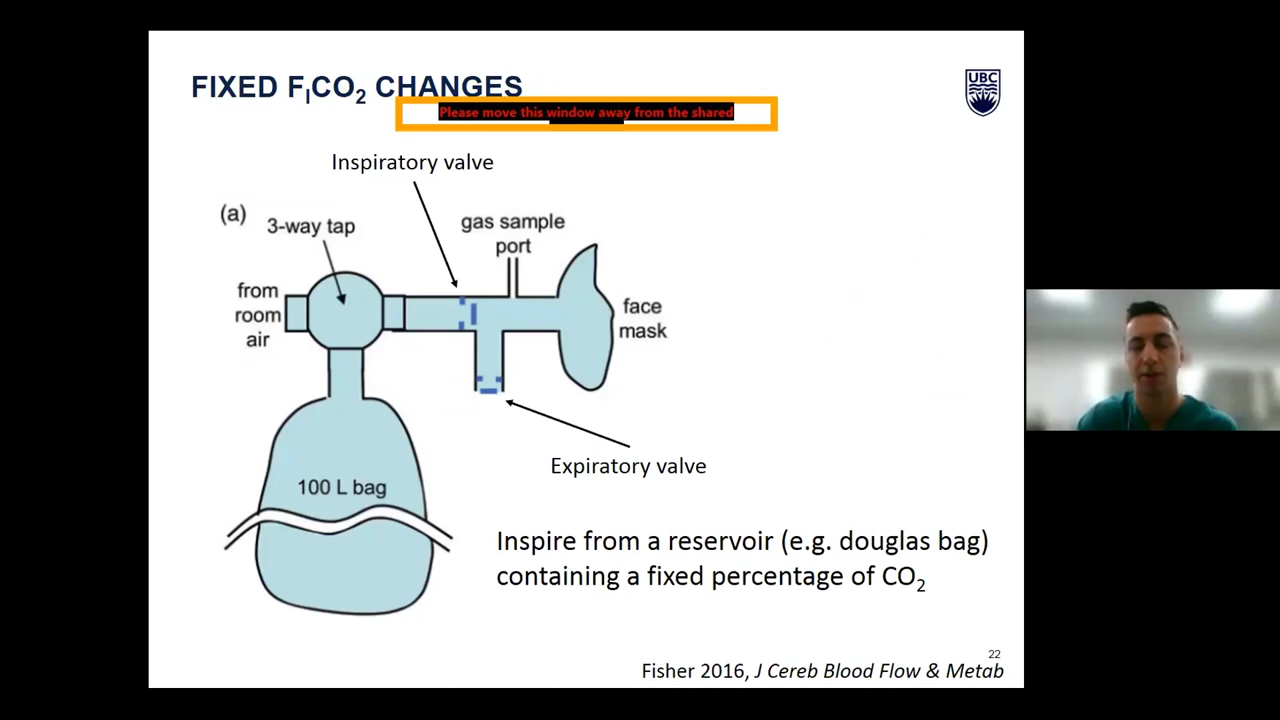 FIXED FICO2 CHANGES
UBC
Please move this window away from the shared
Inspiratory valve
(a)
3-way tap
gas sample
port
from
room
air
face
mask
Expiratory valve
100 L bag
Inspire from a reservoir (e.g. douglas bag)
containing a fixed percentage of CO2
22
Fisher 2016, J Cereb Blood Flow & Metab